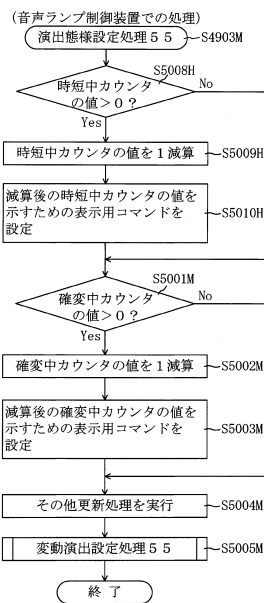 (音声ランプ制御装置での処理)
演出態様設定処理５５
S4903M
S5008H
時短中カウンタ
の値＞０？
No
Yes
時短中カウンタの値を１減算
S5009H
減算後の時短中カウンタの値を
示すための表示用コマンドを
設定
S5010H
S5001M
確変中カウンタ
の値＞０？
No
Yes
確変中カウンタの値を１減算
S5002M
減算後の確変中カウンタの値を
示すための表示用コマンドを
設定
S5003M
その他更新処理を実行
S5004M
変動演出設定処理５５
S5005M
終 了